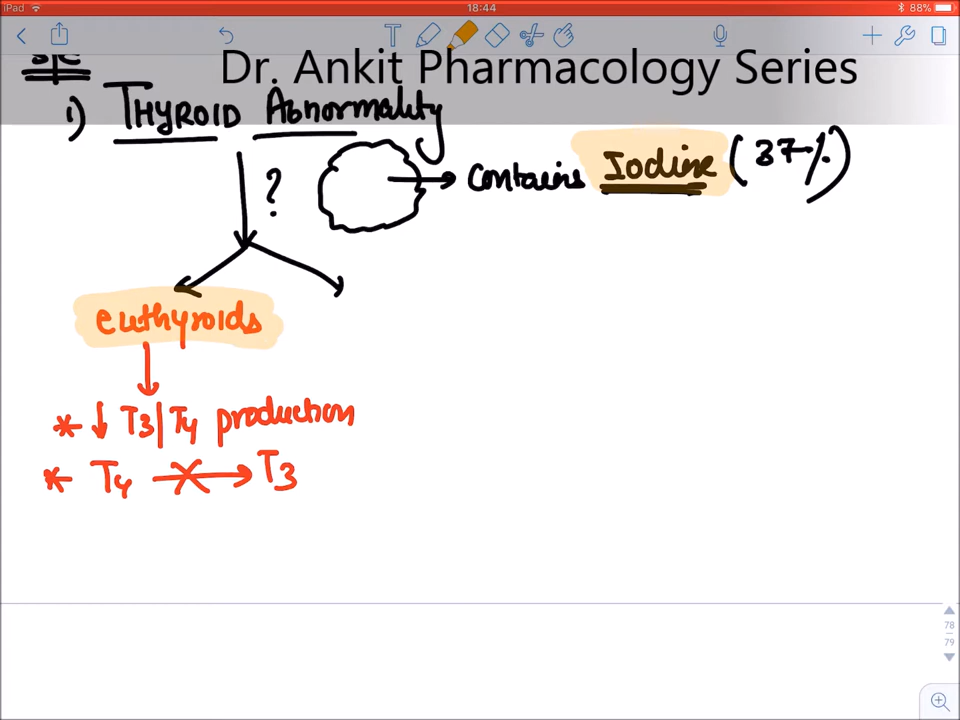 iPad 18:44 88%
T
S/E
Dr. Ankit Pharmacology Series
1) THYROID Abnormality
? Contains Iodine (37%)
euthyroids
* ↓ T3/T4 production
* T4 → T3
78
79